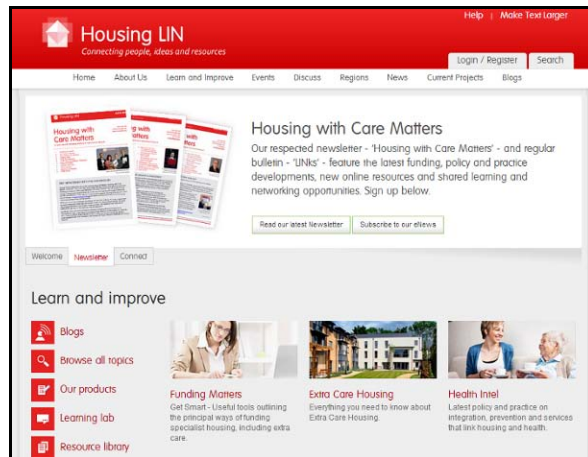 Help | Make Text Larger
Housing LIN
Connecting people, ideas and resources
Login / Register Search
Home About Us Learn and Improve Events Discuss Regions News Current Projects Blogs
Housing with Care Matters
Our respected newsletter - 'Housing with Care Matters' - and regular
bulletin - 'LINks' - feature the latest funding, policy and practice
developments, new online resources and shared learning and
networking opportunities. Sign up below.
Housing with
Care Matters
Read our latest Newsletter Subscribe to our eNews
Welcome Newsletter Connect
Learn and improve
Blogs
Browse all topics
Our products
Learning lab
Resource library
Funding Matters
Get Smart - Useful tools outlining
the principal ways of funding
specialist housing, including extra
care.
Extra Care Housing
Everything you need to know about
Extra Care Housing.
Health Intel
Latest policy and practice on
integration, prevention and services
that link housing and health.